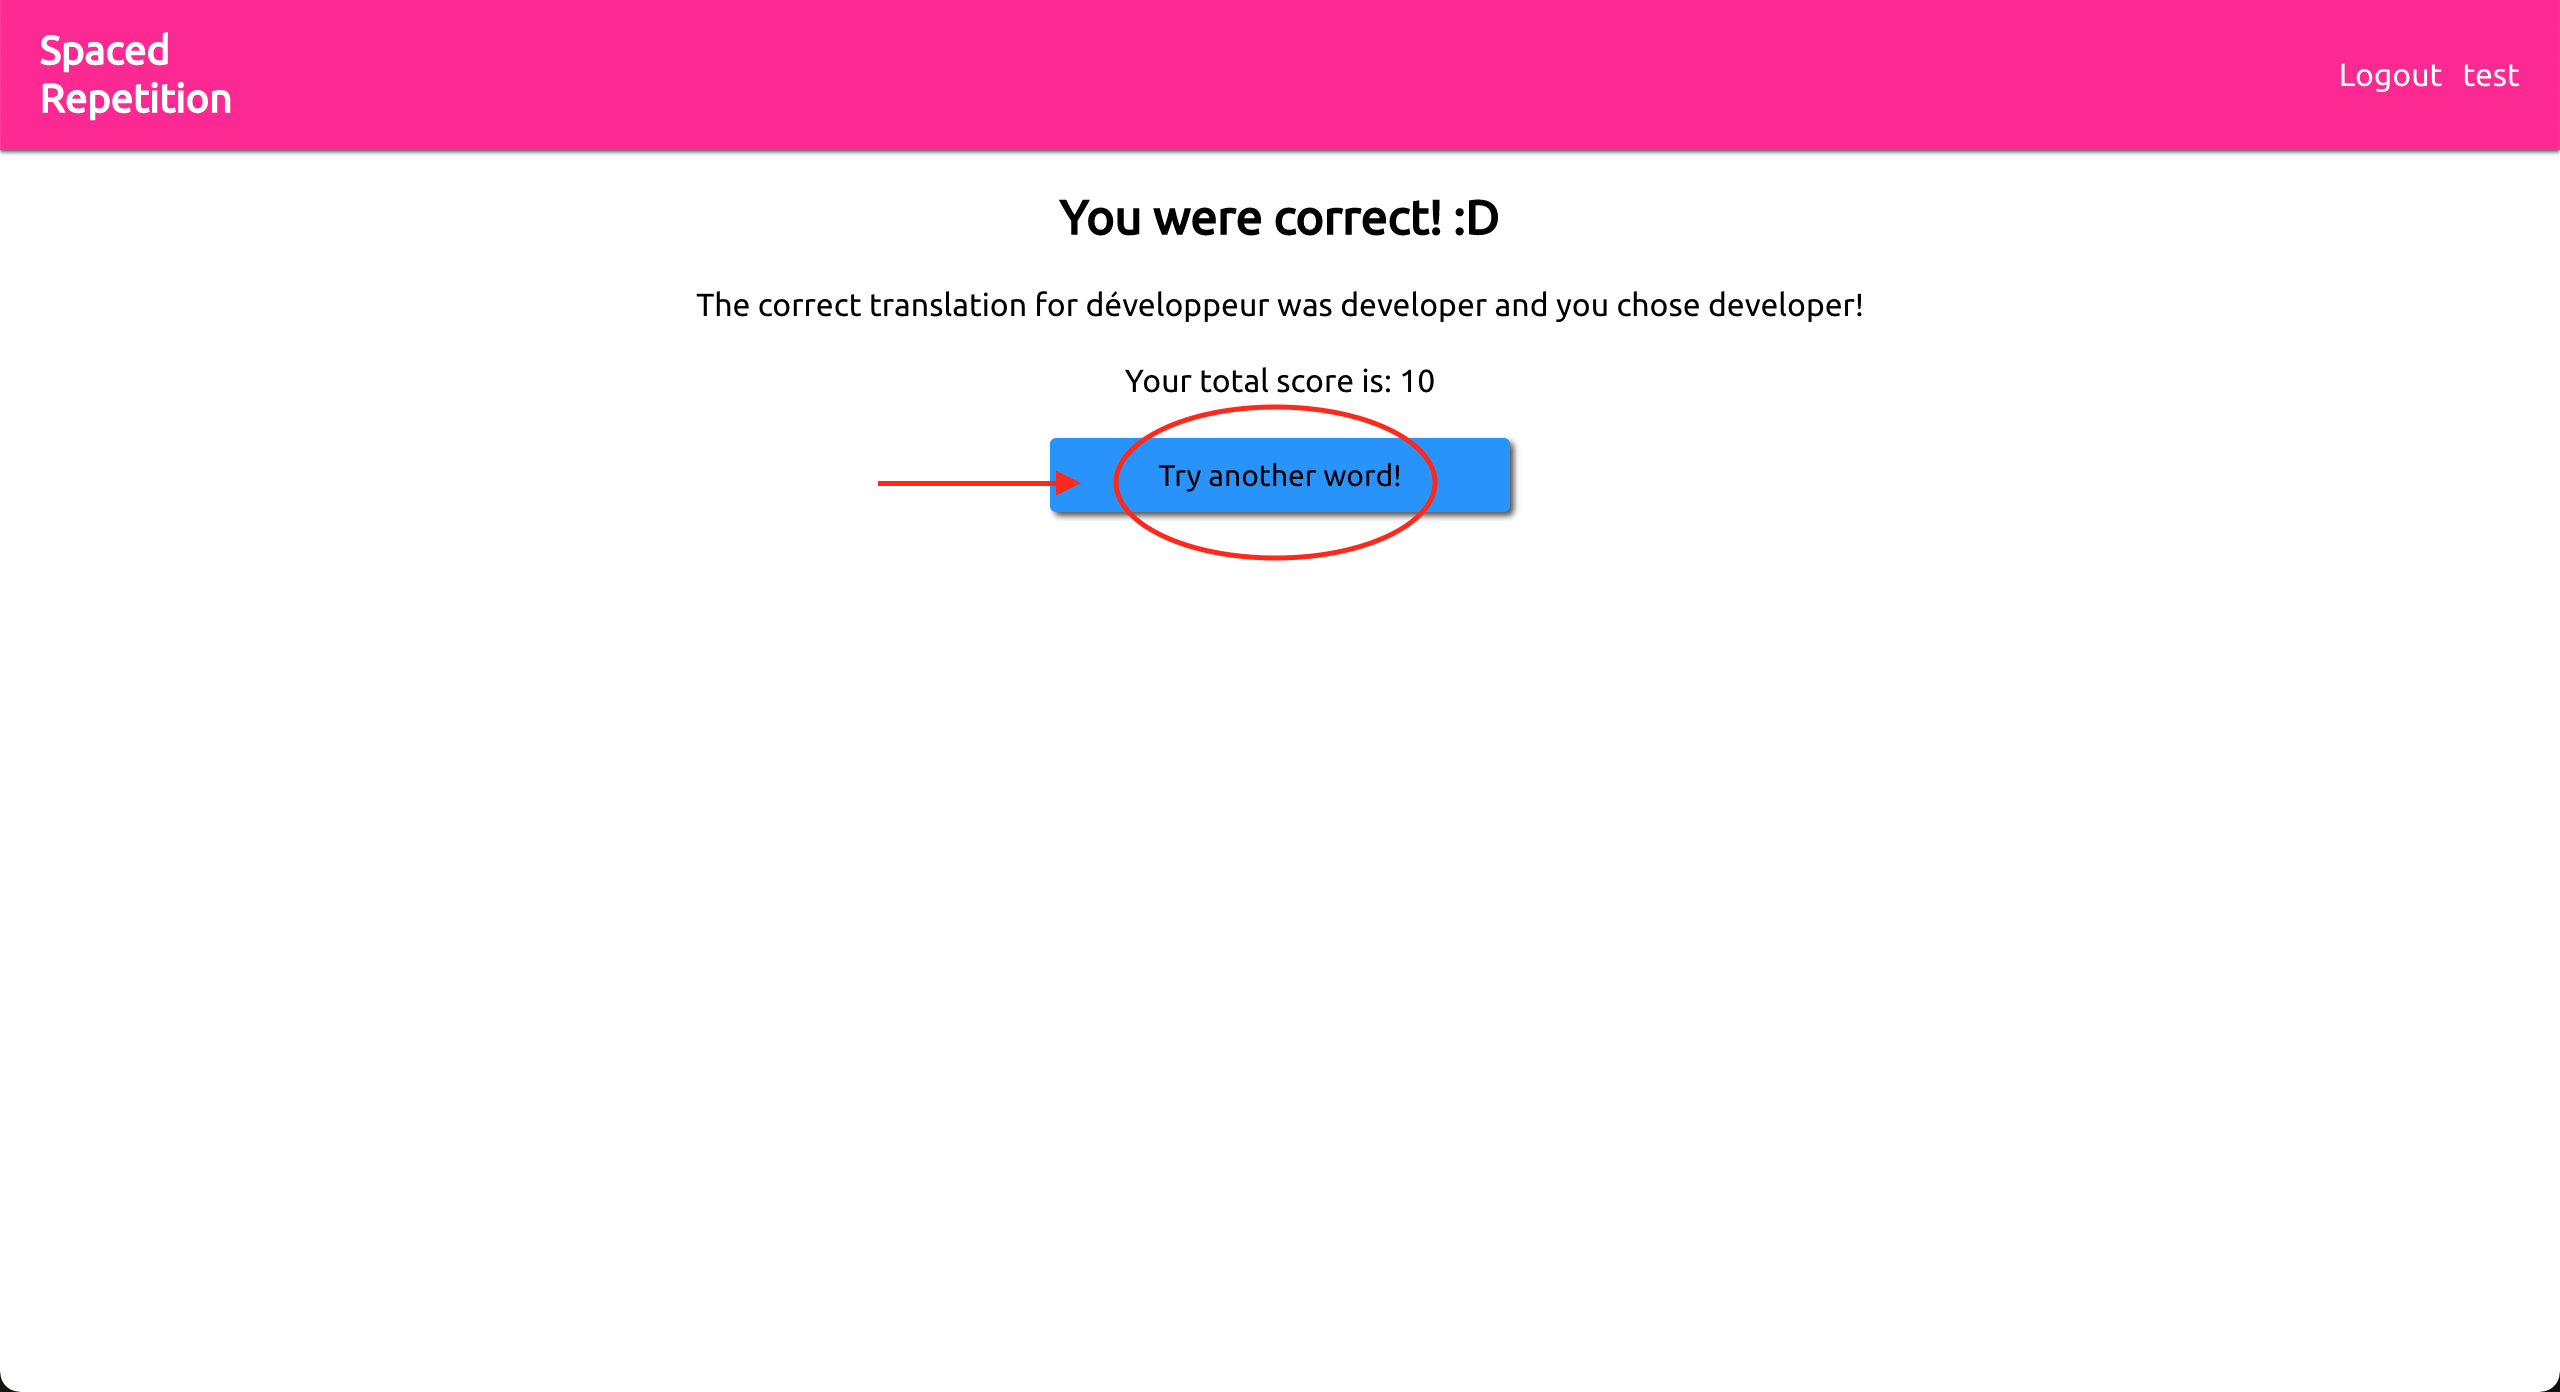 Spaced
Repetition
Logout test
You were correct! :D
The correct translation for développeur was developer and you chose developer!
Your total score is: 10
Try another word!